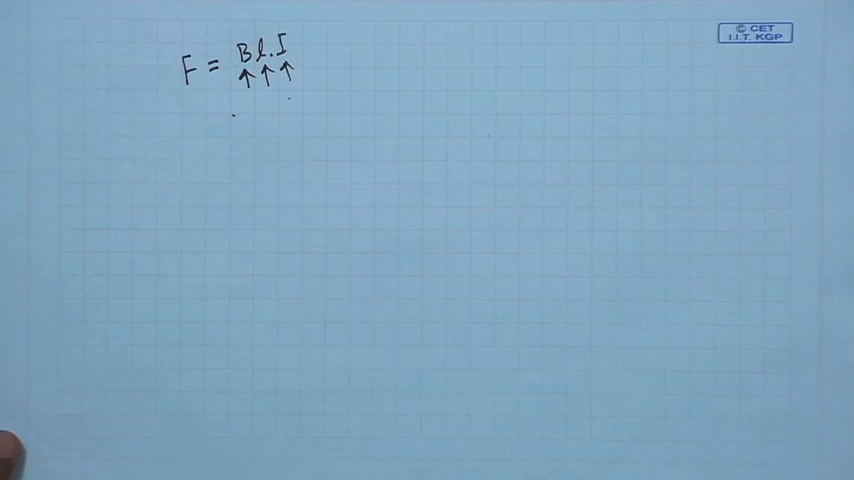 F = Bl.I
↑ ↑ ↑
© CET
I.I.T. KGP